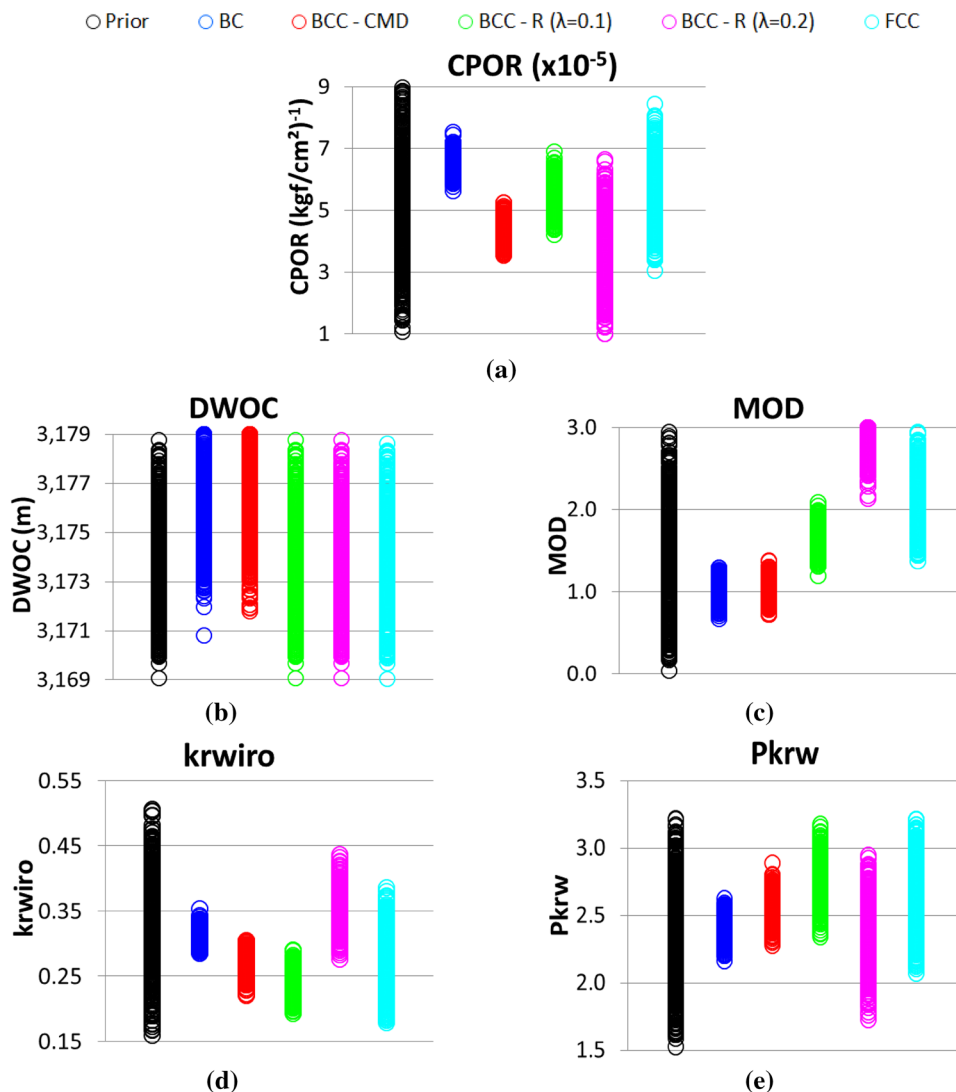 Prior BC BCC - CMD BCC - R (λ=0.1) BCC - R (λ=0.2) FCC
CPOR (x10⁻⁵)
CPOR (kgf/cm²)⁻¹
9
7
5
3
1
(a)
DWOC
DWOC (m)
3,179
3,177
3,175
3,173
3,171
3,169
(b)
MOD
MOD
3.0
2.0
1.0
0.0
(c)
krwiro
krwiro
0.55
0.45
0.35
0.25
0.15
(d)
Pkrw
Pkrw
3.5
3.0
2.5
2.0
1.5
(e)